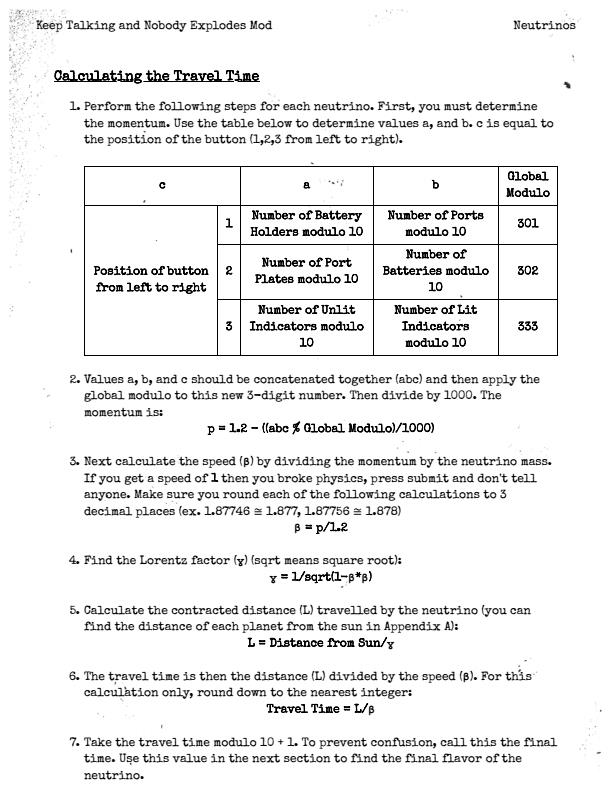 Keep Talking and Nobody Explodes Mod Neutrinos
Calculating the Travel Time
1. Perform the following steps for each neutrino. First, you must determine
the momentum. Use the table below to determine values a, and b. c is equal to
the position of the button (1,2,3 from left to right).
c a b Global
Modulo
Position of button
from left to right
1 Number of Battery
Holders modulo 10 Number of Ports
modulo 10 301
2 Number of Port
Plates modulo 10 Number of
Batteries modulo
10 302
3 Number of Unlit
Indicators modulo
10 Number of Lit
Indicators
modulo 10 333
2. Values a, b, and c should be concatenated together (abc) and then apply the
global modulo to this new 3-digit number. Then divide by 1000. The
momentum is:
p = 1.2 - ((abc % Global Modulo)/1000)
3. Next calculate the speed (β) by dividing the momentum by the neutrino mass.
If you get a speed of 1 then you broke physics, press submit and don't tell
anyone. Make sure you round each of the following calculations to 3
decimal places (ex. 1.87746 ≅ 1.877, 1.87756 ≅ 1.878)
β = p/1.2
4. Find the Lorentz factor (γ) (sqrt means square root):
γ = 1/sqrt(1-β*β)
5. Calculate the contracted distance (L) travelled by the neutrino (you can
find the distance of each planet from the sun in Appendix A):
L = Distance from Sun/γ
6. The travel time is then the distance (L) divided by the speed (β). For this
calculation only, round down to the nearest integer:
Travel Time = L/β
7. Take the travel time modulo 10 + 1. To prevent confusion, call this the final
time. Use this value in the next section to find the final flavor of the
neutrino.